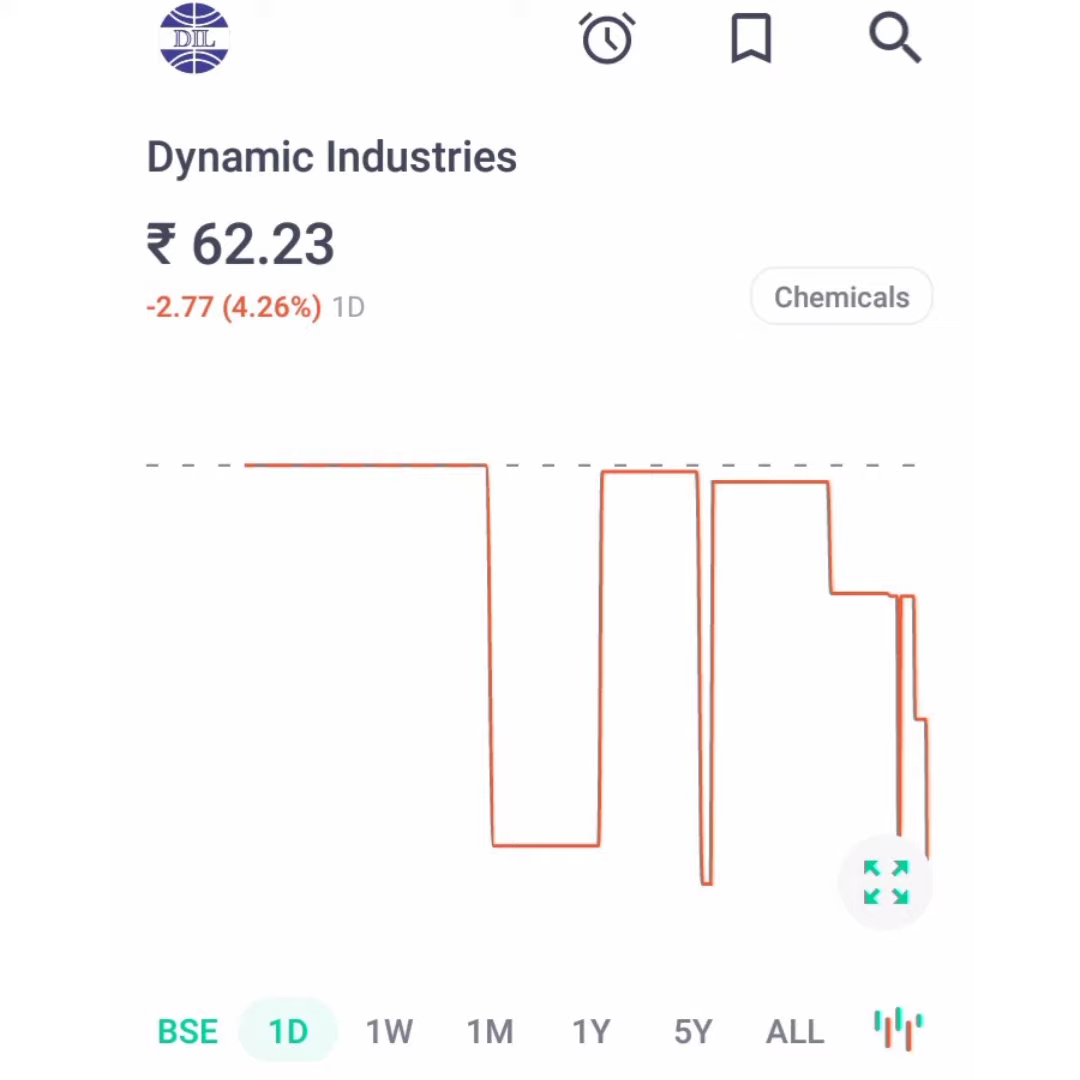 DIL
Dynamic Industries
₹ 62.23
-2.77 (4.26%) 1D
Chemicals
BSE 1D 1W 1M 1Y 5Y ALL